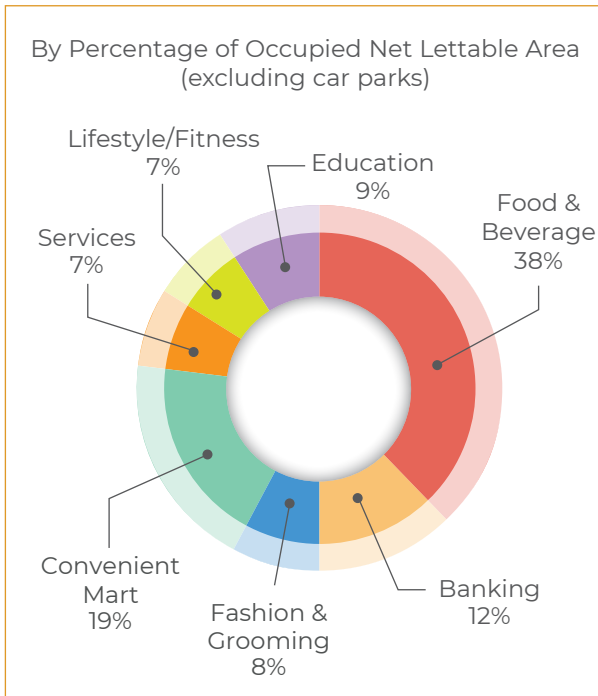 By Percentage of Occupied Net Lettable Area
(excluding car parks)
Lifestyle/Fitness
7%
Education
9%
Food &
Beverage
38%
Services
7%
Convenient
Mart
19%
Fashion &
Grooming
8%
Banking
12%